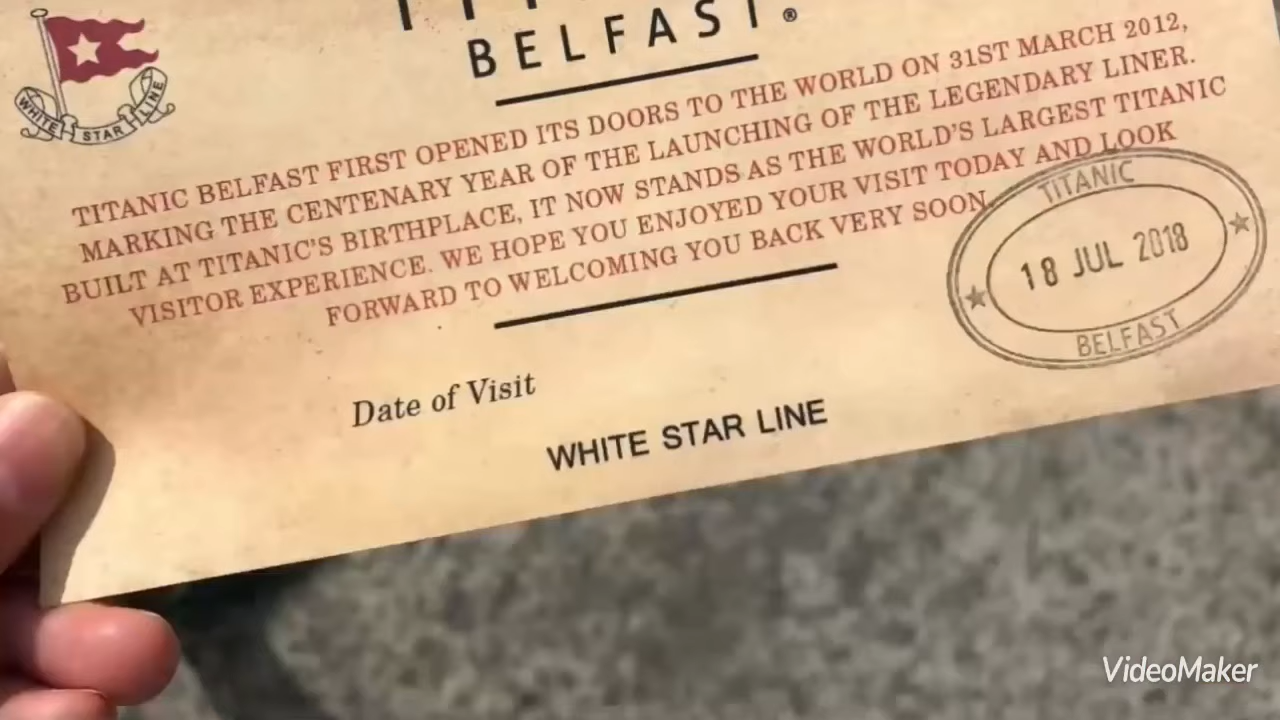 WHITE STAR LINE
BELFAST®
TITANIC BELFAST FIRST OPENED ITS DOORS TO THE WORLD ON 31ST MARCH 2012,
MARKING THE CENTENARY YEAR OF THE LAUNCHING OF THE LEGENDARY LINER.
BUILT AT TITANIC'S BIRTHPLACE, IT NOW STANDS AS THE WORLD'S LARGEST TITANIC
VISITOR EXPERIENCE. WE HOPE YOU ENJOYED YOUR VISIT TODAY AND LOOK
FORWARD TO WELCOMING YOU BACK VERY SOON.
TITANIC
18 JUL 2018
BELFAST
Date of Visit
WHITE STAR LINE
VideoMaker